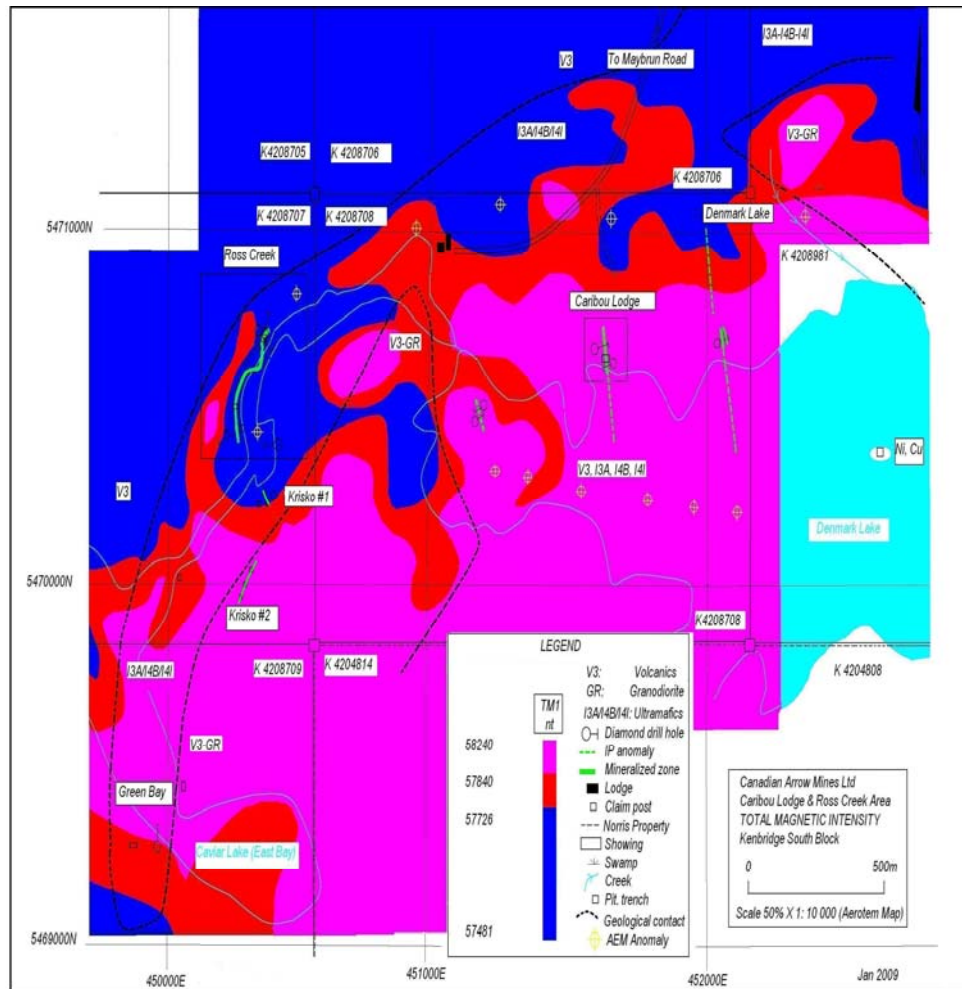 I3A-I4B-I4I
V3
To Maybrun Road
I3A/I4B/I4I
V3-GR
K4208705
K 4208706
K 4208706
K 4208707
K 4208708
Denmark Lake
5471000N
Ross Creek
K 4208981
Caribou Lodge
V3-GR
Ni, Cu
V3, I3A, I4B, I4I
V3
Krisko #1
Denmark Lake
5470000N
Krisko #2
K4208708
I3A/I4B/I4I
K 4208709
K 4204814
K 4204808
LEGEND
V3: Volcanics
GR: Granodiorite
I3A/I4B/I4I: Ultramafics
Diamond drill hole
IP anomaly
Mineralized zone
Lodge
Claim post
Norris Property
Showing
Swamp
Creek
Pit, trench
Geological contact
AEM Anomaly
TM1
nt
58240
57840
57726
57481
V3-GR
Green Bay
Caviar Lake (East Bay)
Canadian Arrow Mines Ltd
Caribou Lodge & Ross Creek Area
TOTAL MAGNETIC INTENSITY
Kenbridge South Block
0 500m
Scale 50% X 1: 10 000 (Aerotem Map)
5469000N
450000E
451000E
452000E
Jan 2009